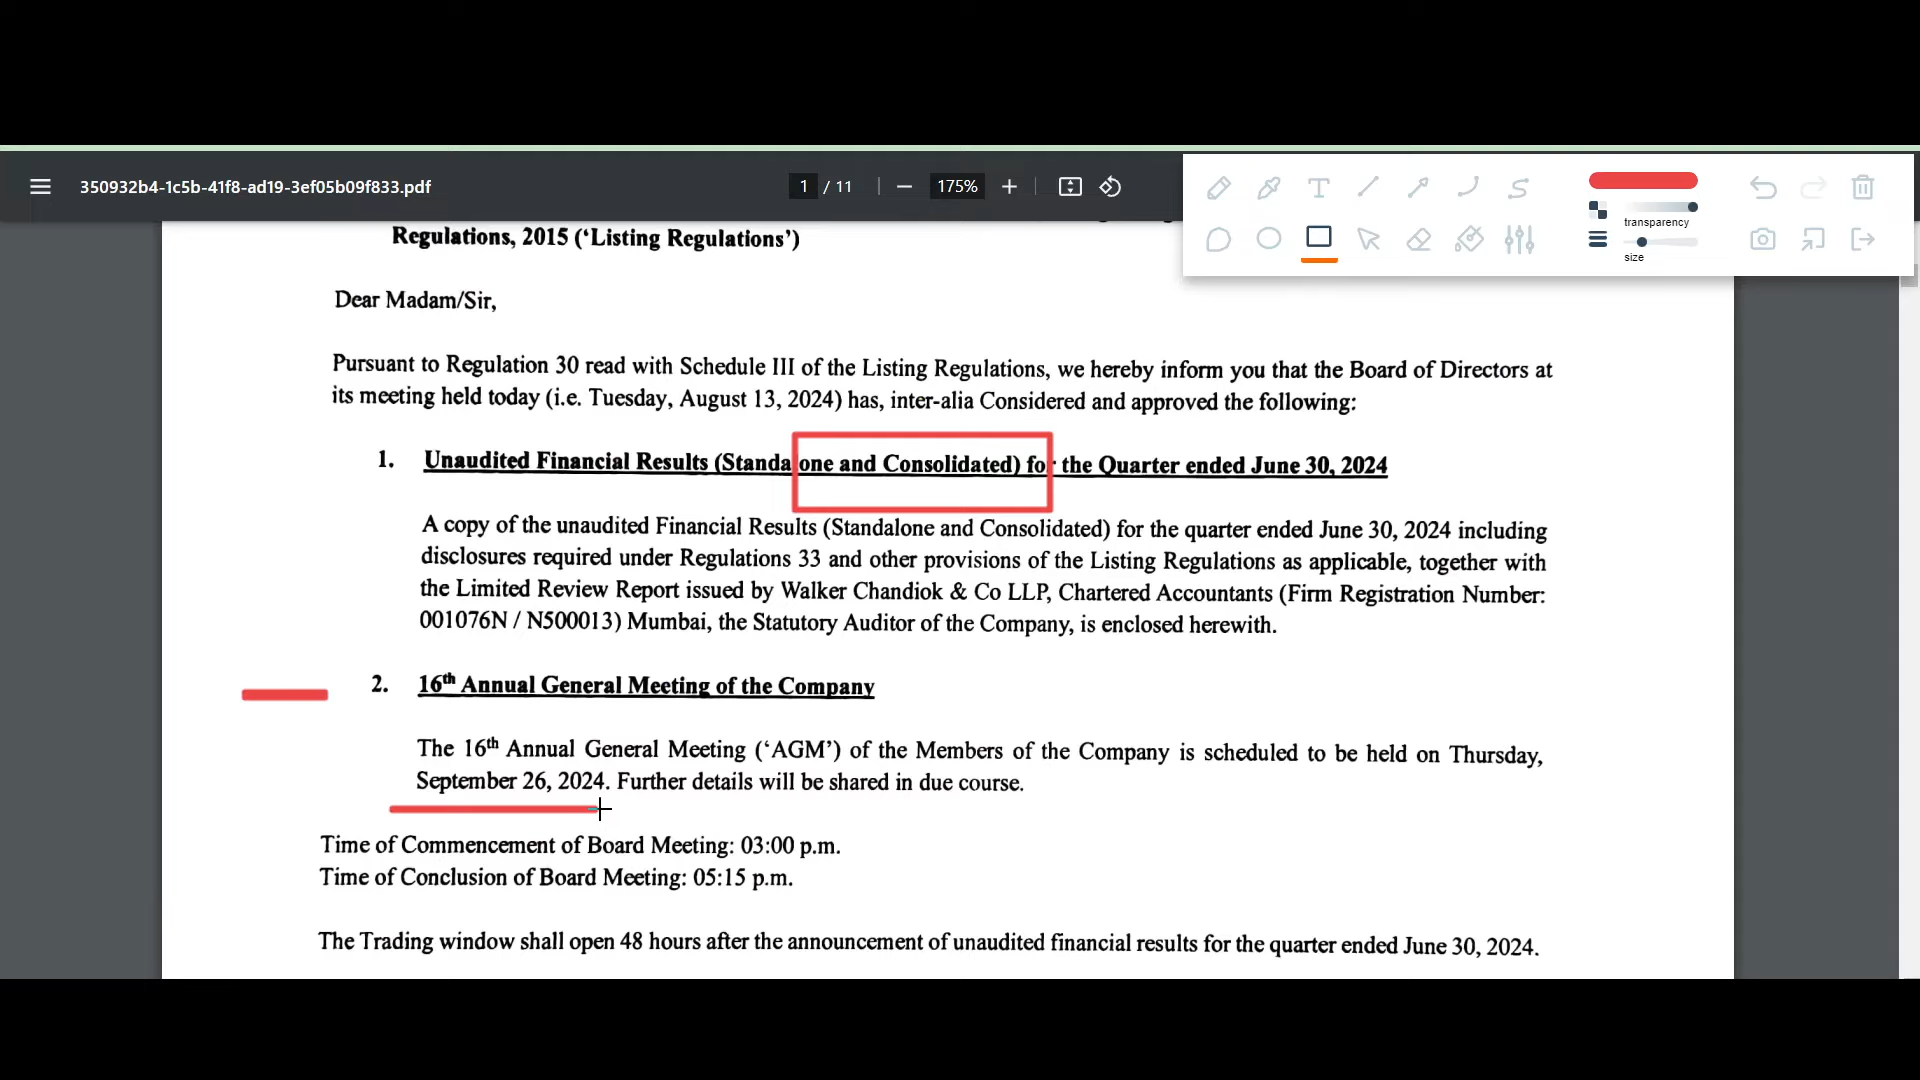 350932b4-1c5b-41f8-ad19-3ef05b09f833.pdf
1 / 11
175%
transparency
size
Regulations, 2015 (‘Listing Regulations’)
Dear Madam/Sir,
Pursuant to Regulation 30 read with Schedule III of the Listing Regulations, we hereby inform you that the Board of Directors at
its meeting held today (i.e. Tuesday, August 13, 2024) has, inter-alia Considered and approved the following:
1. Unaudited Financial Results (Standalone and Consolidated) for the Quarter ended June 30, 2024
A copy of the unaudited Financial Results (Standalone and Consolidated) for the quarter ended June 30, 2024 including
disclosures required under Regulations 33 and other provisions of the Listing Regulations as applicable, together with
the Limited Review Report issued by Walker Chandiok & Co LLP, Chartered Accountants (Firm Registration Number:
001076N / N500013) Mumbai, the Statutory Auditor of the Company, is enclosed herewith.
2. 16th Annual General Meeting of the Company
The 16th Annual General Meeting (‘AGM’) of the Members of the Company is scheduled to be held on Thursday,
September 26, 2024. Further details will be shared in due course.
Time of Commencement of Board Meeting: 03:00 p.m.
Time of Conclusion of Board Meeting: 05:15 p.m.
The Trading window shall open 48 hours after the announcement of unaudited financial results for the quarter ended June 30, 2024.